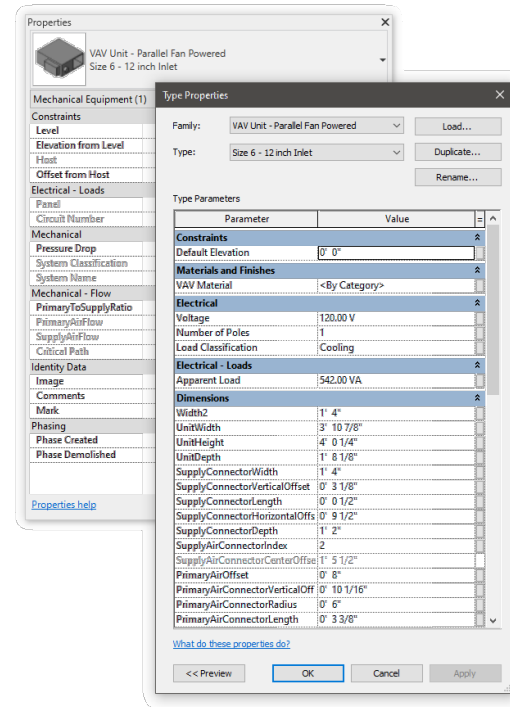 Properties
VAV Unit - Parallel Fan Powered
Size 6 - 12 inch Inlet
Mechanical Equipment (1)
Constraints
Level
Elevation from Level
Host
Offset from Host
Electrical - Loads
Panel
Circuit Number
Mechanical
Pressure Drop
System Classification
System Name
Mechanical - Flow
PrimaryToSupplyRatio
PrimaryAirFlow
SupplyAirFlow
Critical Path
Identity Data
Image
Comments
Mark
Phasing
Phase Created
Phase Demolished
Properties help
Type Properties
Family: VAV Unit - Parallel Fan Powered Load...
Type: Size 6 - 12 inch Inlet Duplicate...
Rename...
Type Parameters
Parameter Value =
Constraints
Default Elevation 0' 0"
Materials and Finishes
VAV Material <By Category>
Electrical
Voltage 120.00 V
Number of Poles 1
Load Classification Cooling
Electrical - Loads
Apparent Load 542.00 VA
Dimensions
Width2 1' 4"
UnitWidth 3' 10 7/8"
UnitHeight 4' 0 1/4"
UnitDepth 1' 8 1/8"
SupplyConnectorWidth 1' 4"
SupplyConnectorVerticalOffset 0' 3 1/8"
SupplyConnectorLength 0' 0 1/2"
SupplyConnectorHorizontalOffs 0' 9 1/2"
SupplyConnectorDepth 1' 2"
SupplyAirConnectorIndex 2
SupplyAirConnectorCenterOffse 1' 5 1/2"
PrimaryAirOffset 0' 8"
PrimaryAirConnectorVerticalOff 0' 10 1/16"
PrimaryAirConnectorRadius 0' 6"
PrimaryAirConnectorLength 0' 3 3/8"
What do these properties do?
<< Preview OK Cancel Apply